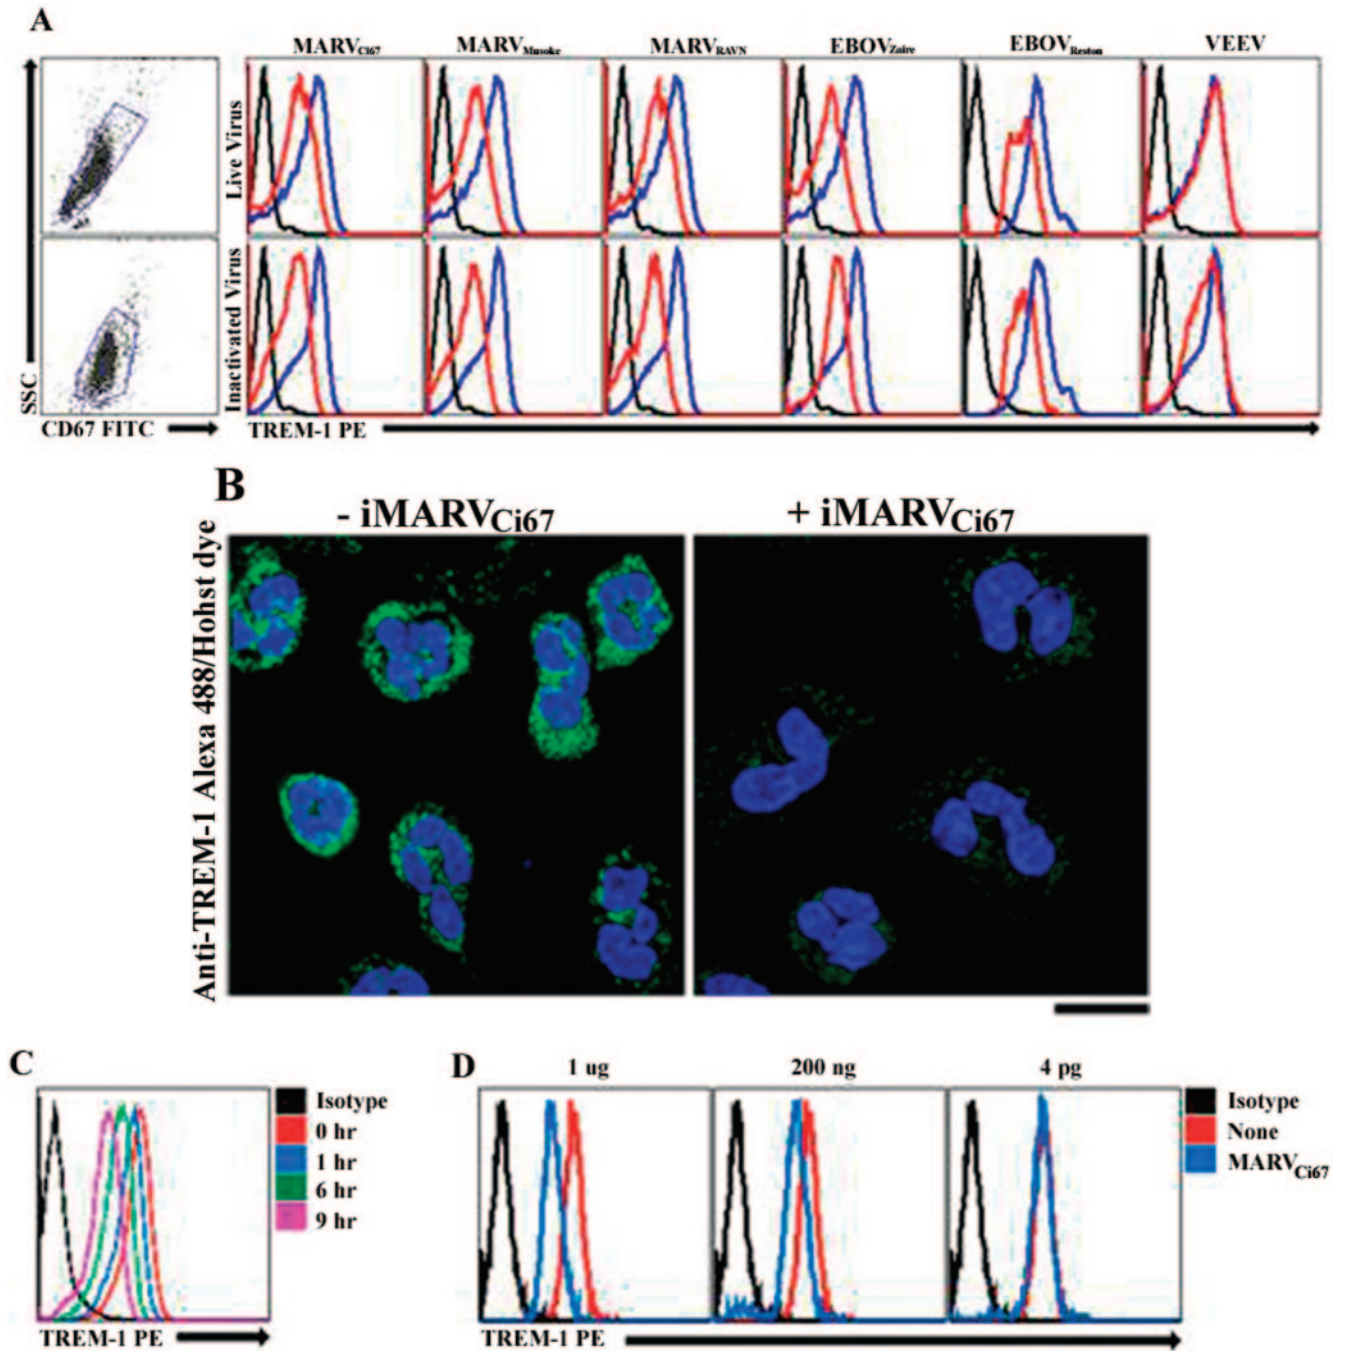 A
MARVCi67 MARVMusoke MARVRAVN EBOVZaire EBOVReston VEEV
Live Virus
Inactivated Virus
SSC
CD67 FITC
TREM-1 PE
B
- iMARVCi67
+ iMARVCi67
Anti-TREM-1 Alexa 488/Hohst dye
C
Isotype
0 hr
1 hr
6 hr
9 hr
TREM-1 PE
D
1 ug 200 ng 4 pg
Isotype
None
MARVCi67
TREM-1 PE